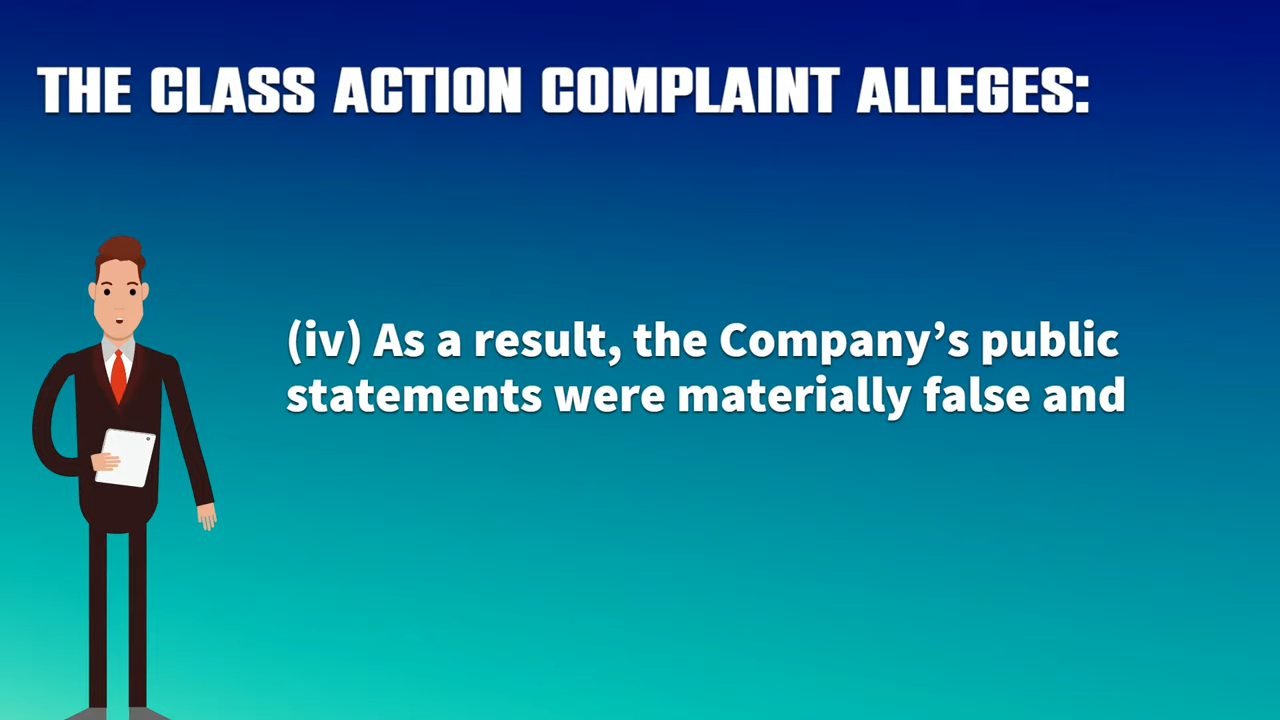 THE CLASS ACTION COMPLAINT ALLEGES:
(iv) As a result, the Company’s public
statements were materially false and